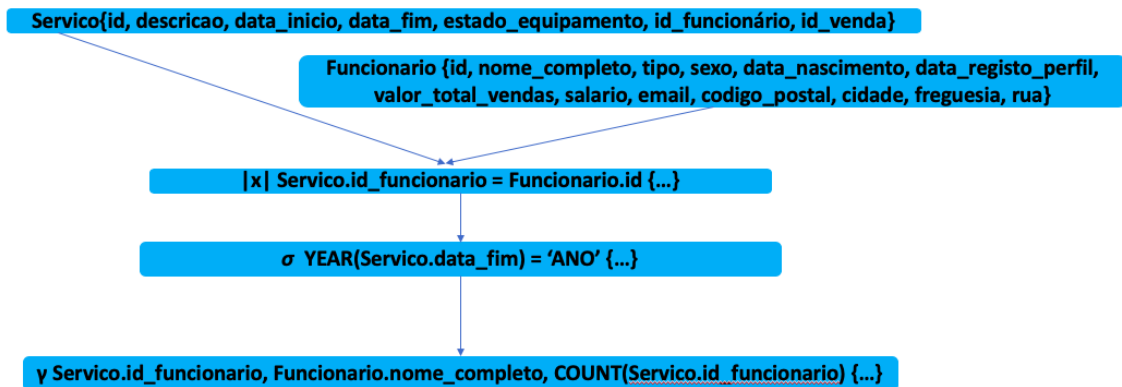 Servico{id, descricao, data_inicio, data_fim, estado_equipamento, id_funcionário, id_venda}
Funcionario {id, nome_completo, tipo, sexo, data_nascimento, data_registo_perfil,
valor_total_vendas, salario, email, codigo_postal, cidade, freguesia, rua}
|x| Servico.id_funcionario = Funcionario.id {...}
σ YEAR(Servico.data_fim) = ‘ANO’ {...}
γ Servico.id_funcionario, Funcionario.nome_completo, COUNT(Servico.id_funcionario) {...}